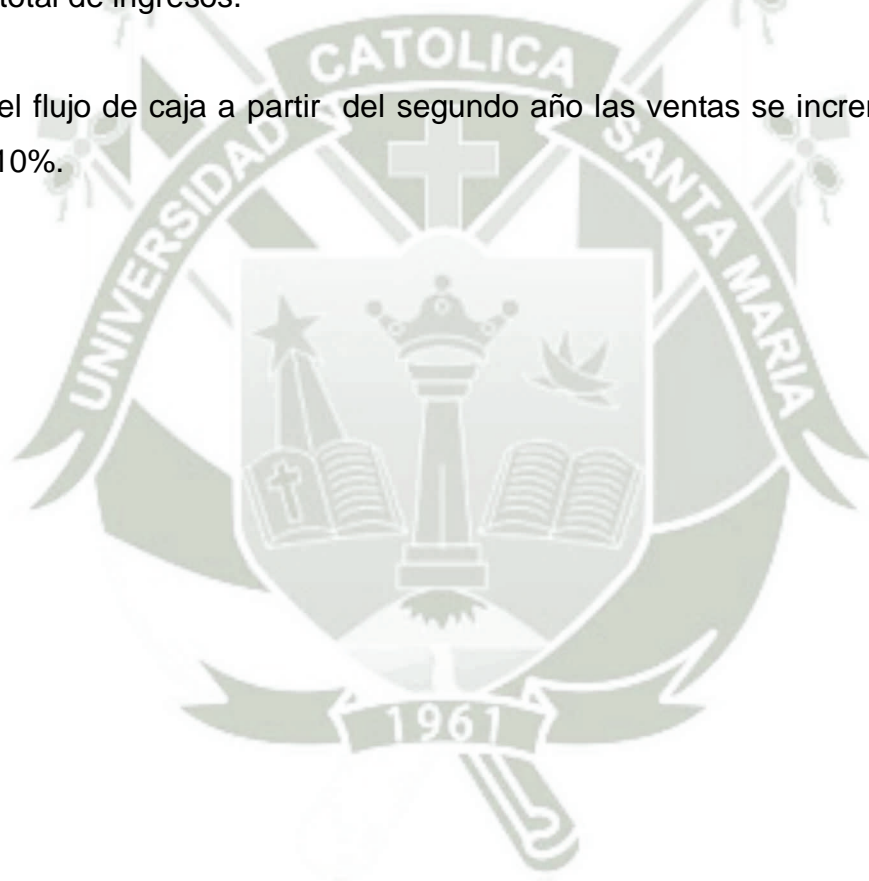 total de ingresos.
el flujo de caja a partir del segundo año las ventas se incre
10%.
CATOLICA
UNIVERSIDAD
SANTA MARIA
1961